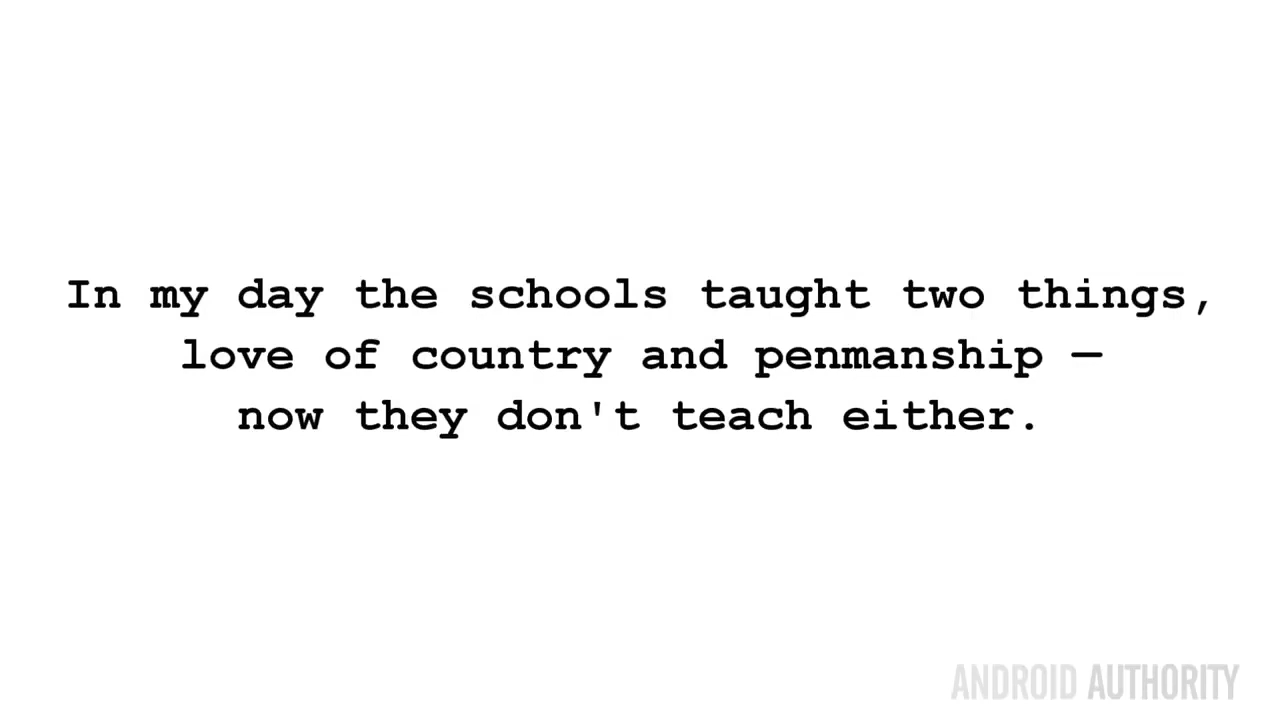 In my day the schools taught two things,
love of country and penmanship —
now they don't teach either.
ANDROID AUTHORITY